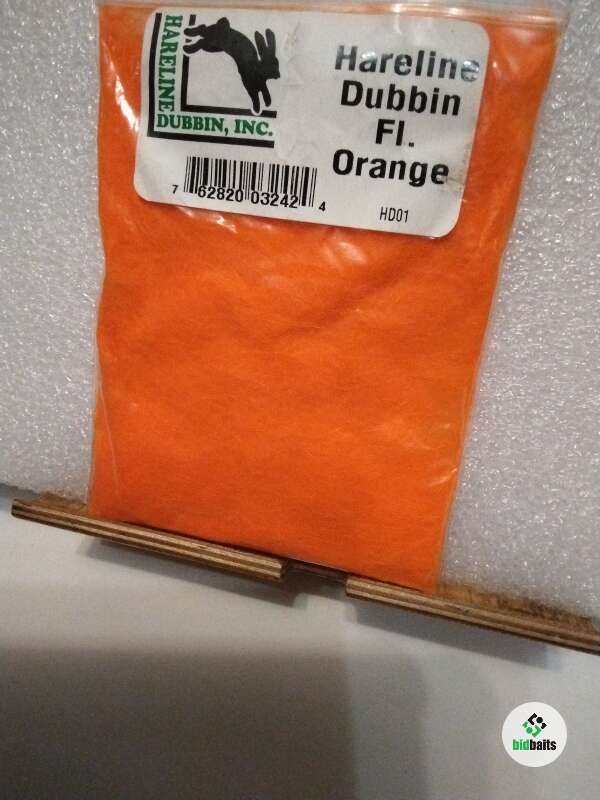 HARELINE
DUBBIN, INC.
Hareline
Dubbin
Fl.
Orange
7 62820 03242 4
HD01
bidbaits